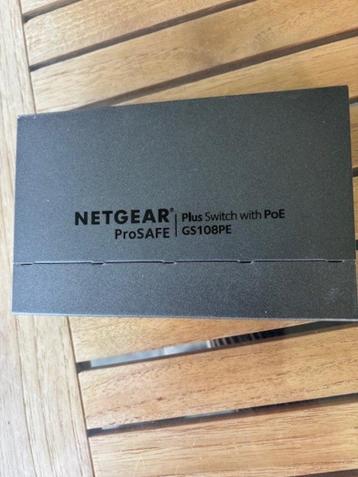 NETGEAR® | Plus Switch with PoE
ProSAFE | GS108PE